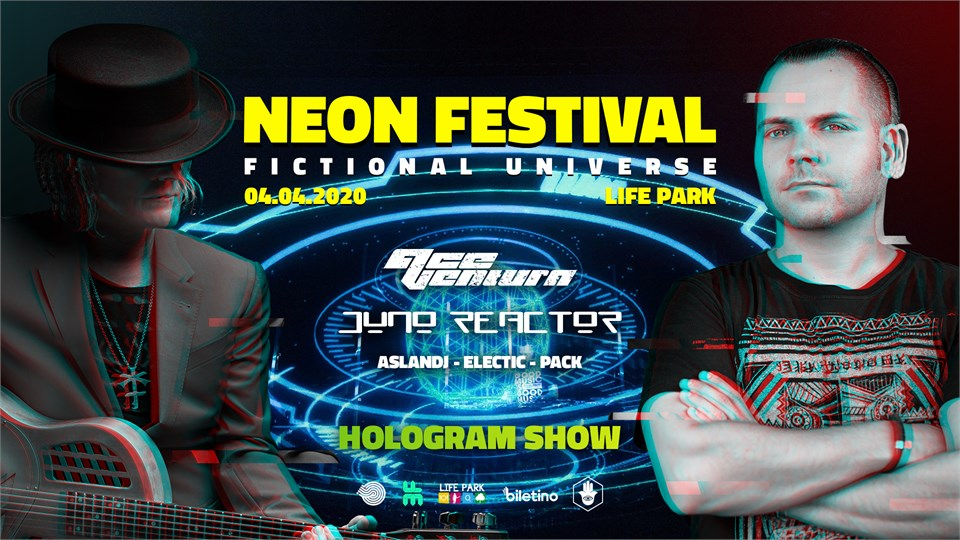 NEON FESTIVAL
FICTIONAL UNIVERSE
04.04.2020 LIFE PARK
Ace Ventura
JUNO REACTOR
ASLANDJ - ELECTIC - PACK
HOLOGRAM SHOW
LIFE PARK
biletino